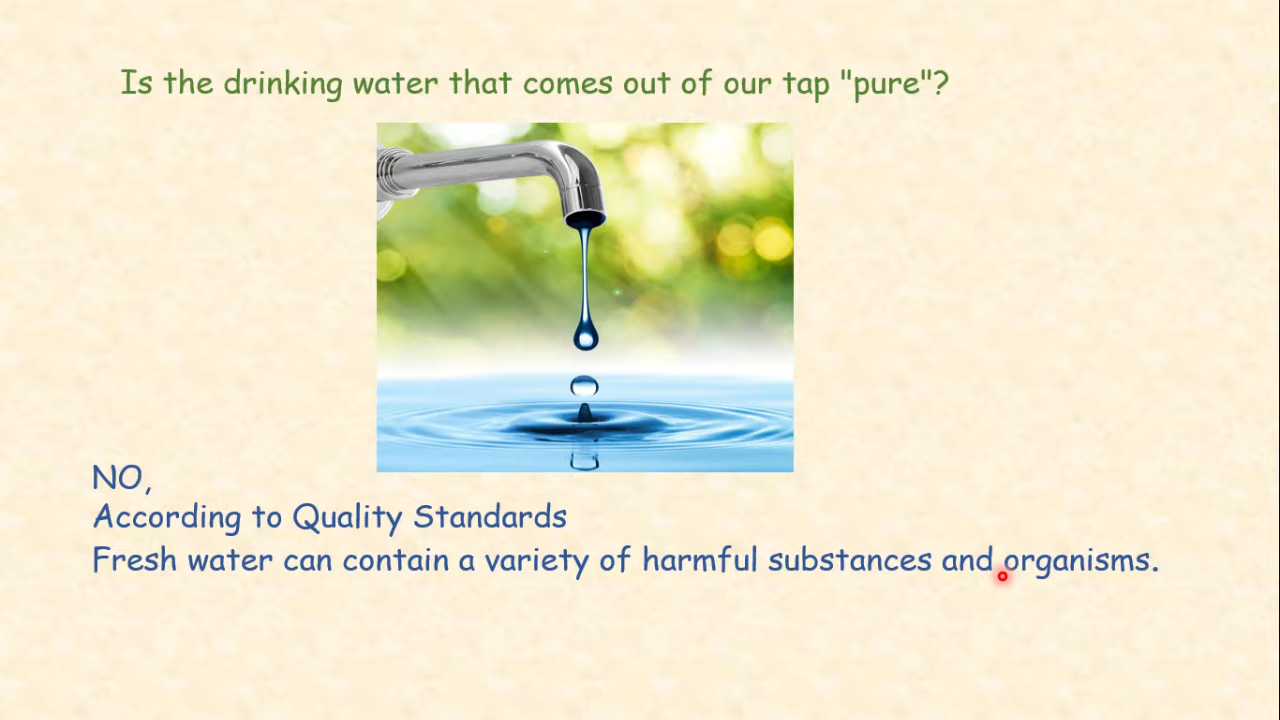 Is the drinking water that comes out of our tap "pure"?
NO,
According to Quality Standards
Fresh water can contain a variety of harmful substances and organisms.